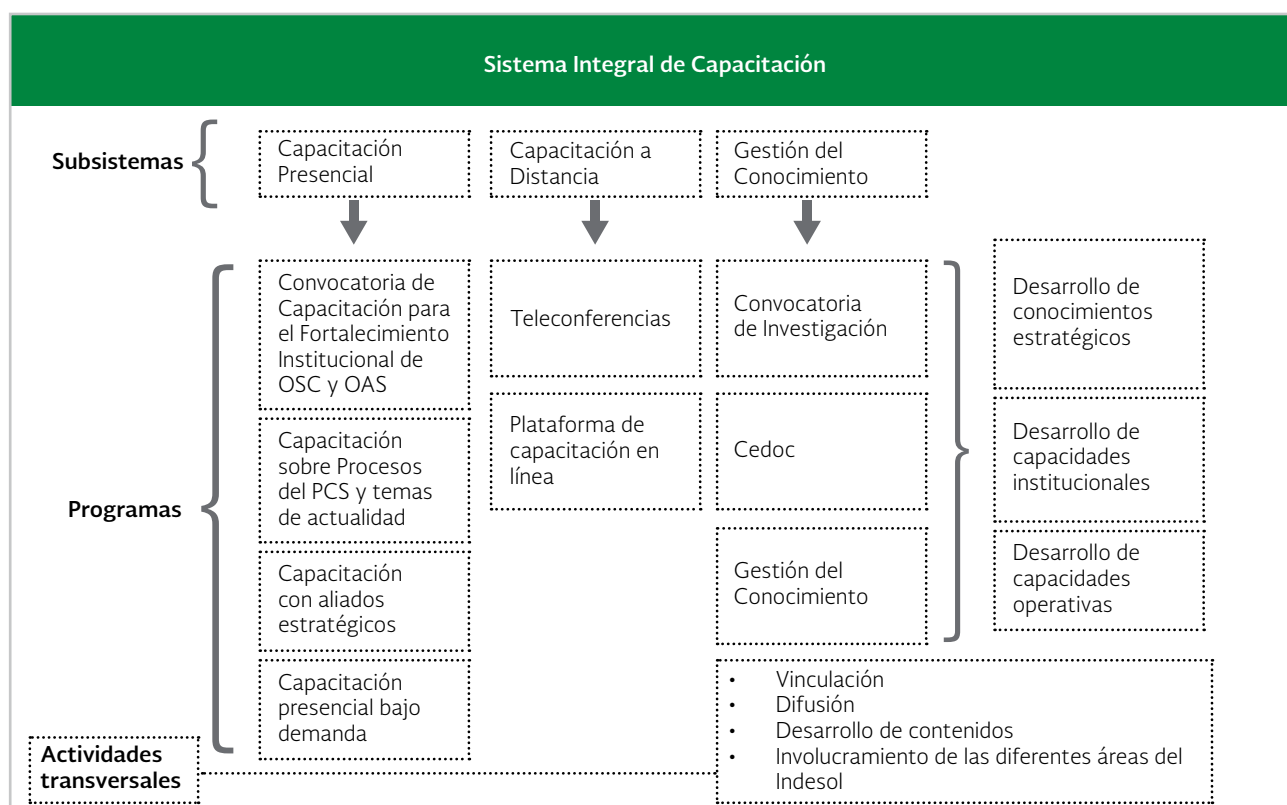 Sistema Integral de Capacitación
Subsistemas
Capacitación
Presencial
Capacitación a
Distancia
Gestión del
Conocimiento
Programas
Convocatoria de
Capacitación para
el Fortalecimiento
Institucional de
OSC y OAS
Capacitación
sobre Procesos
del PCS y temas
de actualidad
Capacitación
con aliados
estratégicos
Capacitación
presencial bajo
demanda
Teleconferencias
Plataforma de
capacitación en
línea
Convocatoria
de Investigación
Cedoc
Gestión del
Conocimiento
Desarrollo de
conocimientos
estratégicos
Desarrollo de
capacidades
institucionales
Desarrollo de
capacidades
operativas
Actividades
transversales
• Vinculación
• Difusión
• Desarrollo de contenidos
• Involucramiento de las diferentes áreas del
Indesol